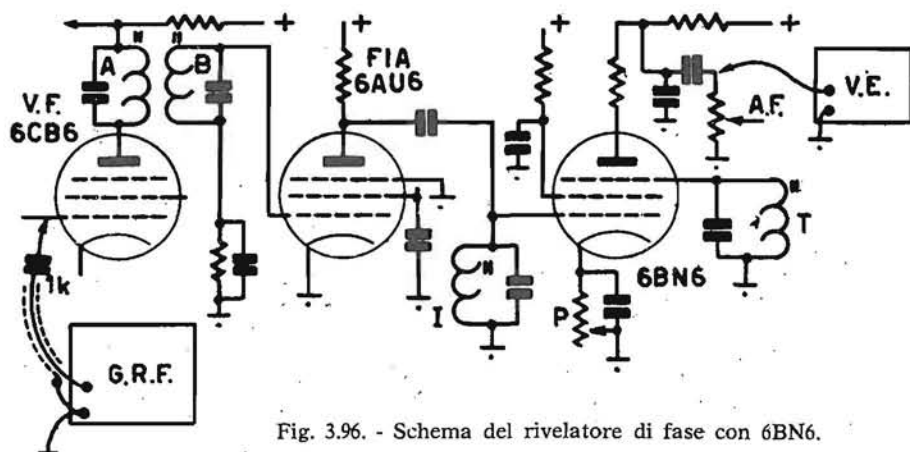 +
+
+
+
A
B
FIA
6AU6
V.F.
6CB6
V.E.
A.F.
T
6BN6
1k
I
P
G.R.F.
Fig. 3.96. - Schema del rivelatore di fase con 6BN6.